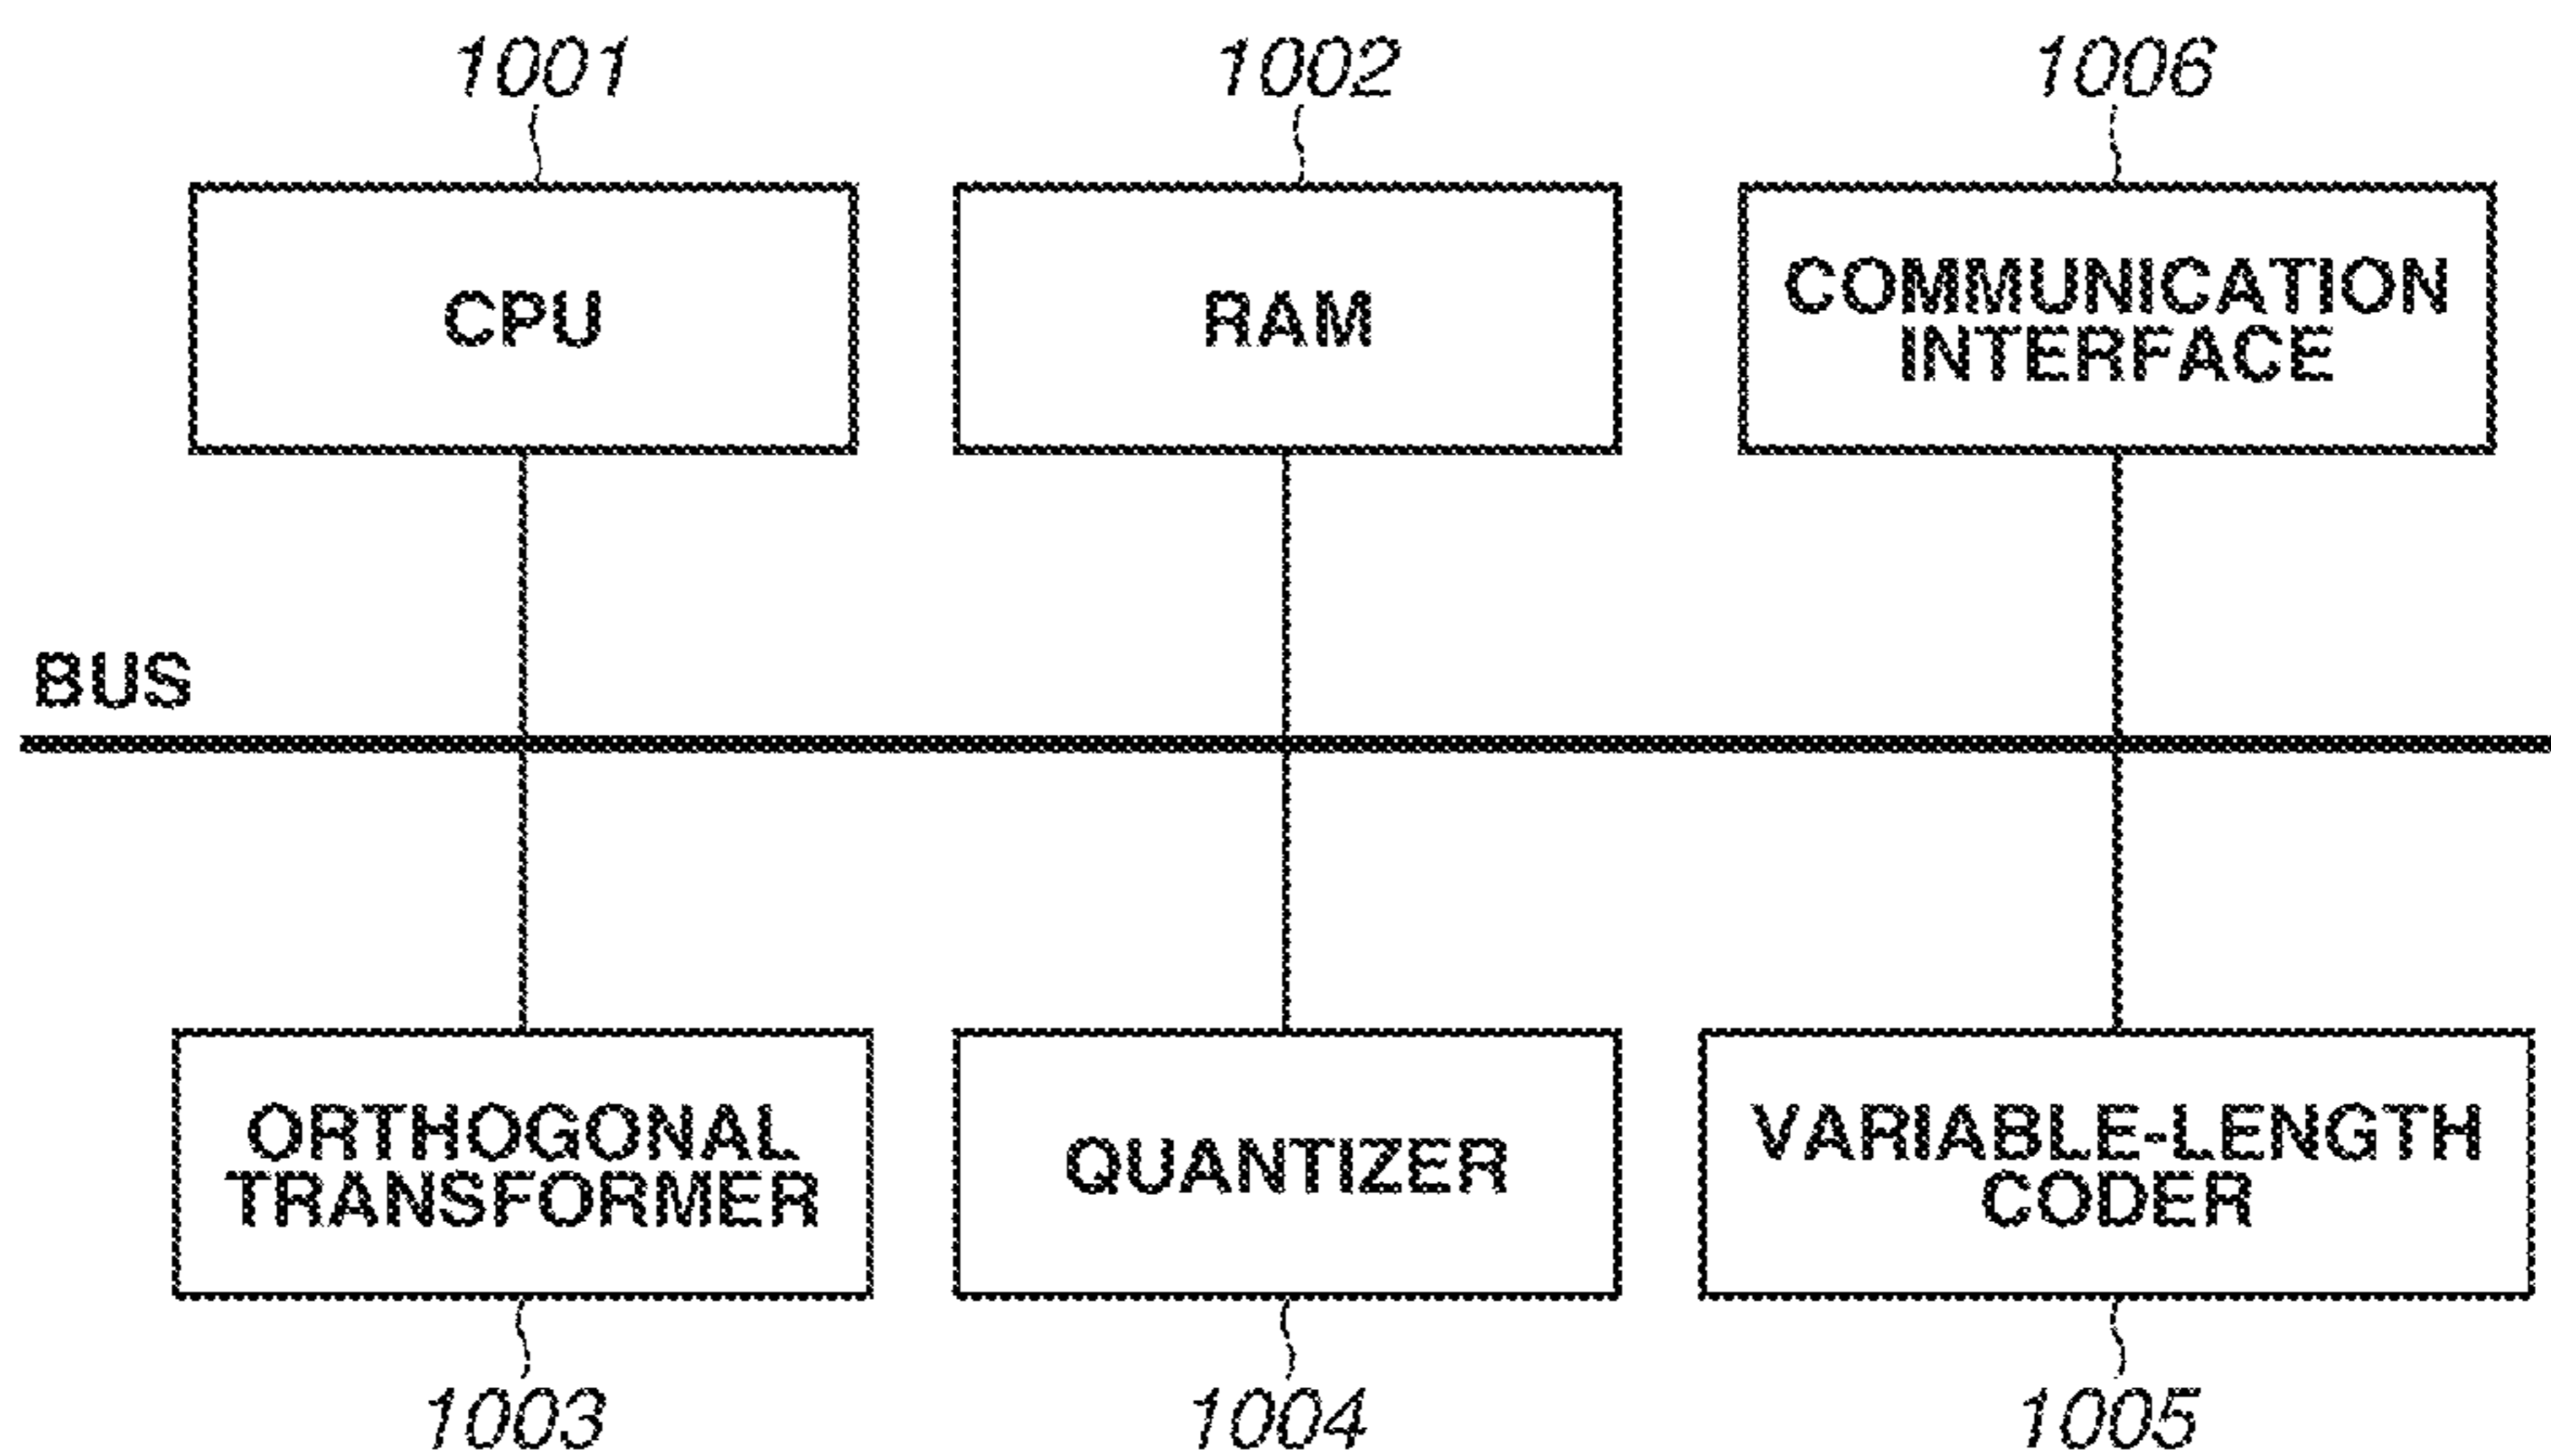 1001
1002
1006
CPU
RAM
COMMUNICATION
INTERFACE
BUS
ORTHOGONAL
TRANSFORMER
QUANTIZER
VARIABLE-LENGTH
CODER
1003
1004
1005